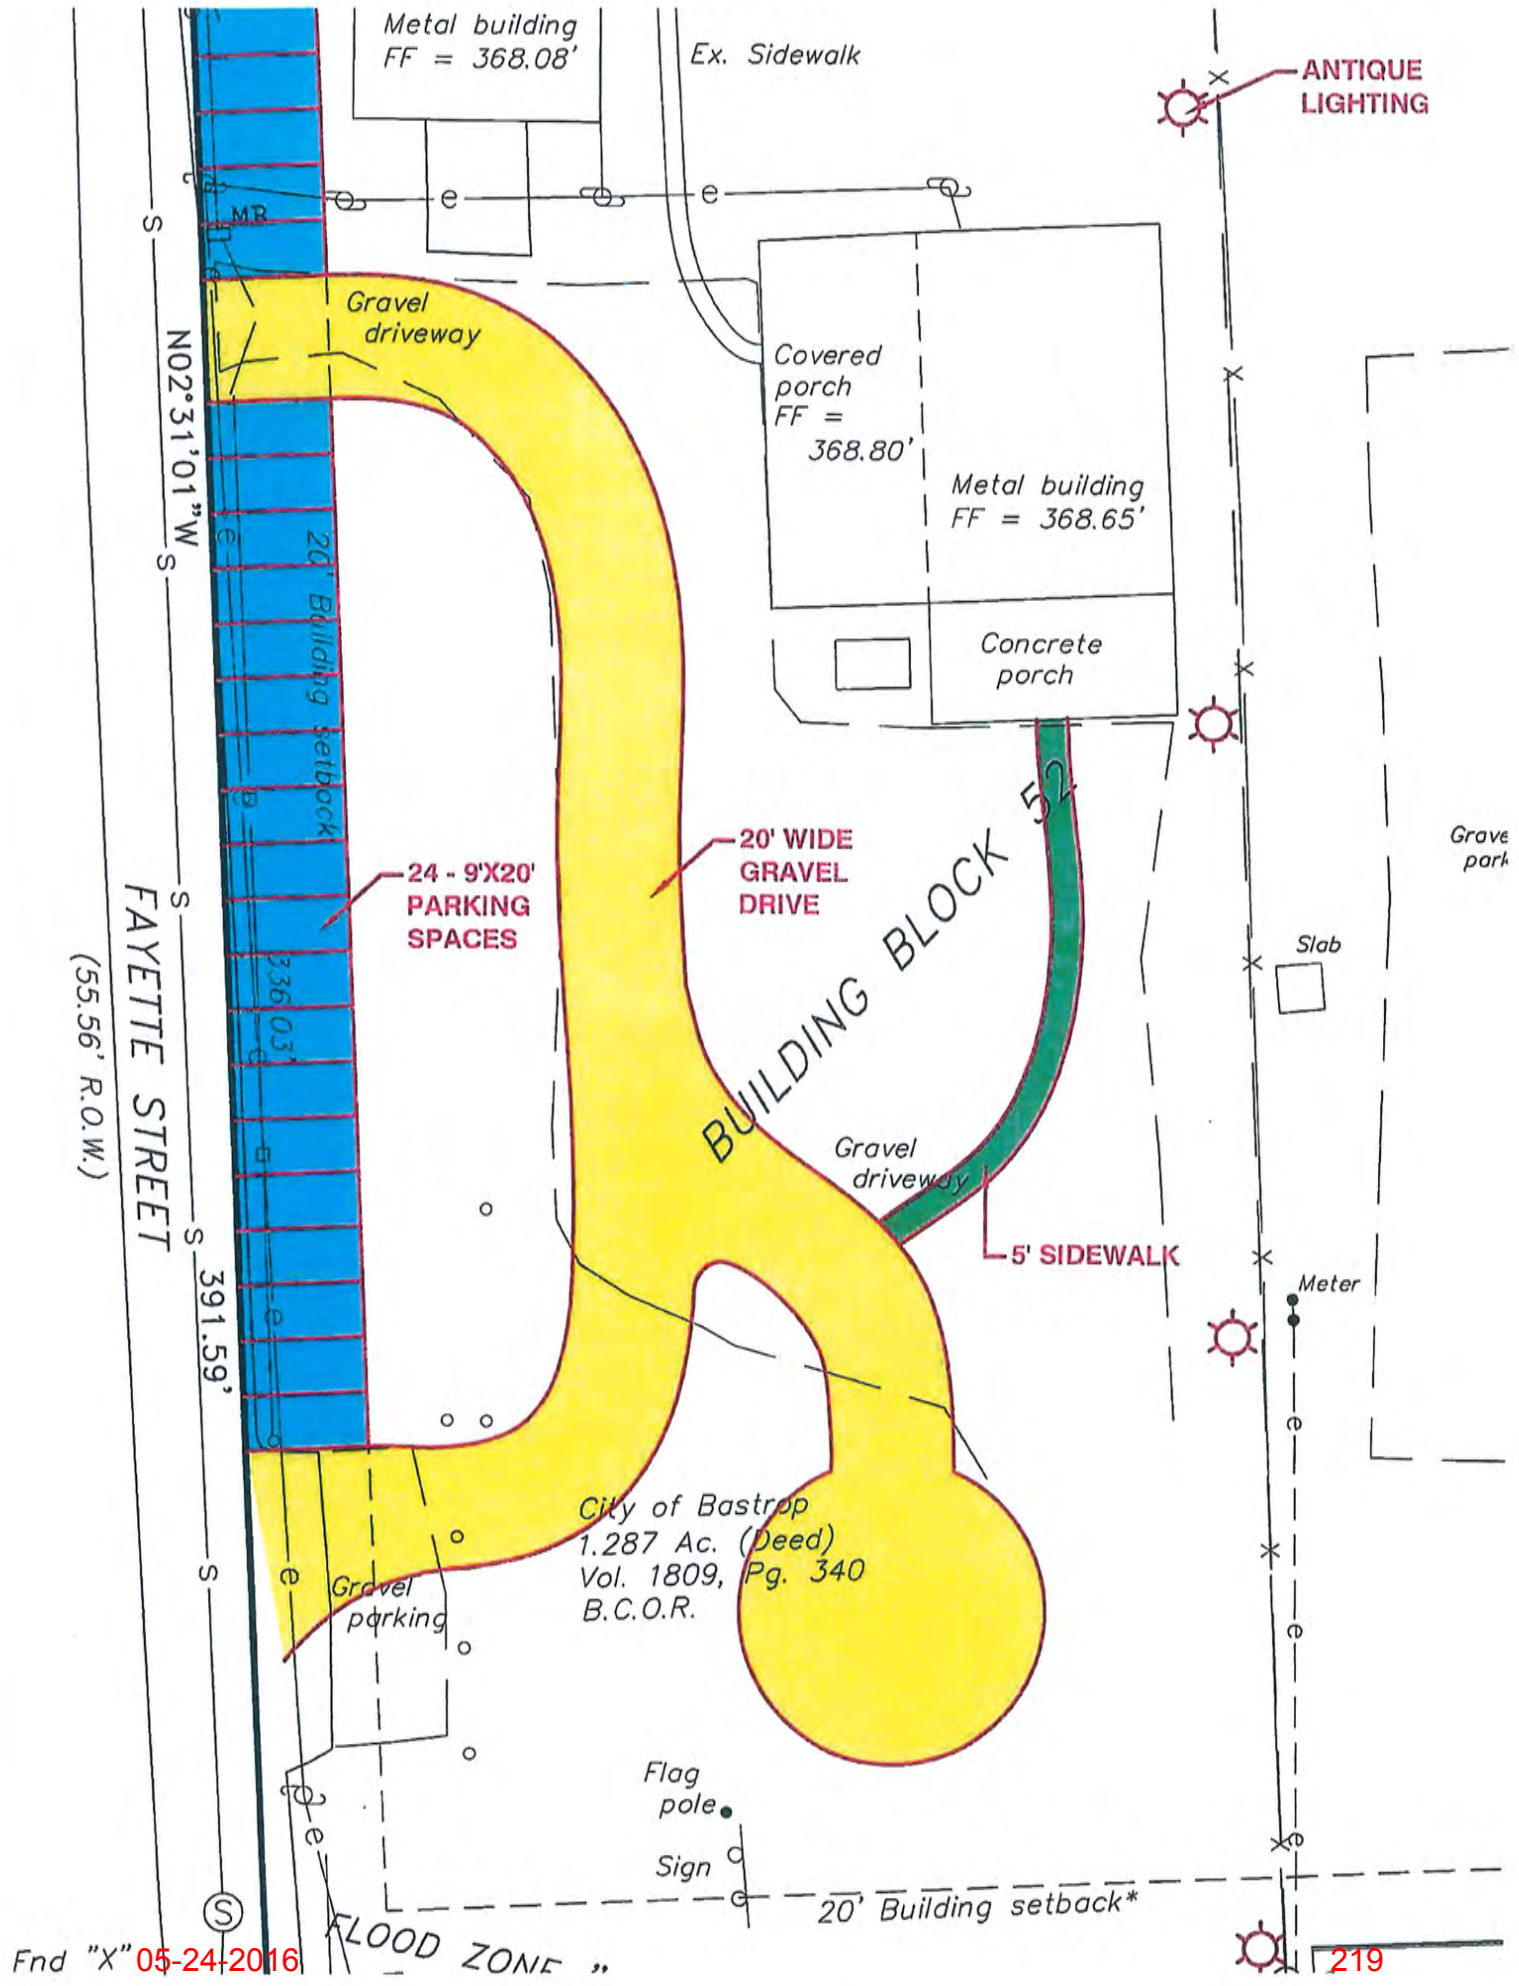 Metal building
FF = 368.08'
Ex. Sidewalk
ANTIQUE
LIGHTING
e
e
MR
S
Gravel
driveway
N02°31'01"W
Covered
porch
FF =
368.80'
Metal building
FF = 368.65'
S
e
20' Building setback
Concrete
porch
BUILDING BLOCK 52
20' WIDE
GRAVEL
DRIVE
24 - 9'X20'
PARKING
SPACES
S
FAYETTE STREET
(55.56' R.O.W.)
336.03'
Slab
Gravel
driveway
5' SIDEWALK
S
391.59'
e
Meter
e
City of Bastrop
1.287 Ac. (Deed)
Vol. 1809, Pg. 340
B.C.O.R.
S
e
Gravel
parking
e
Flag
pole
Sign
e
e
20' Building setback*
S
FLOOD ZONE "
Fnd "X"
05-24-2016
219